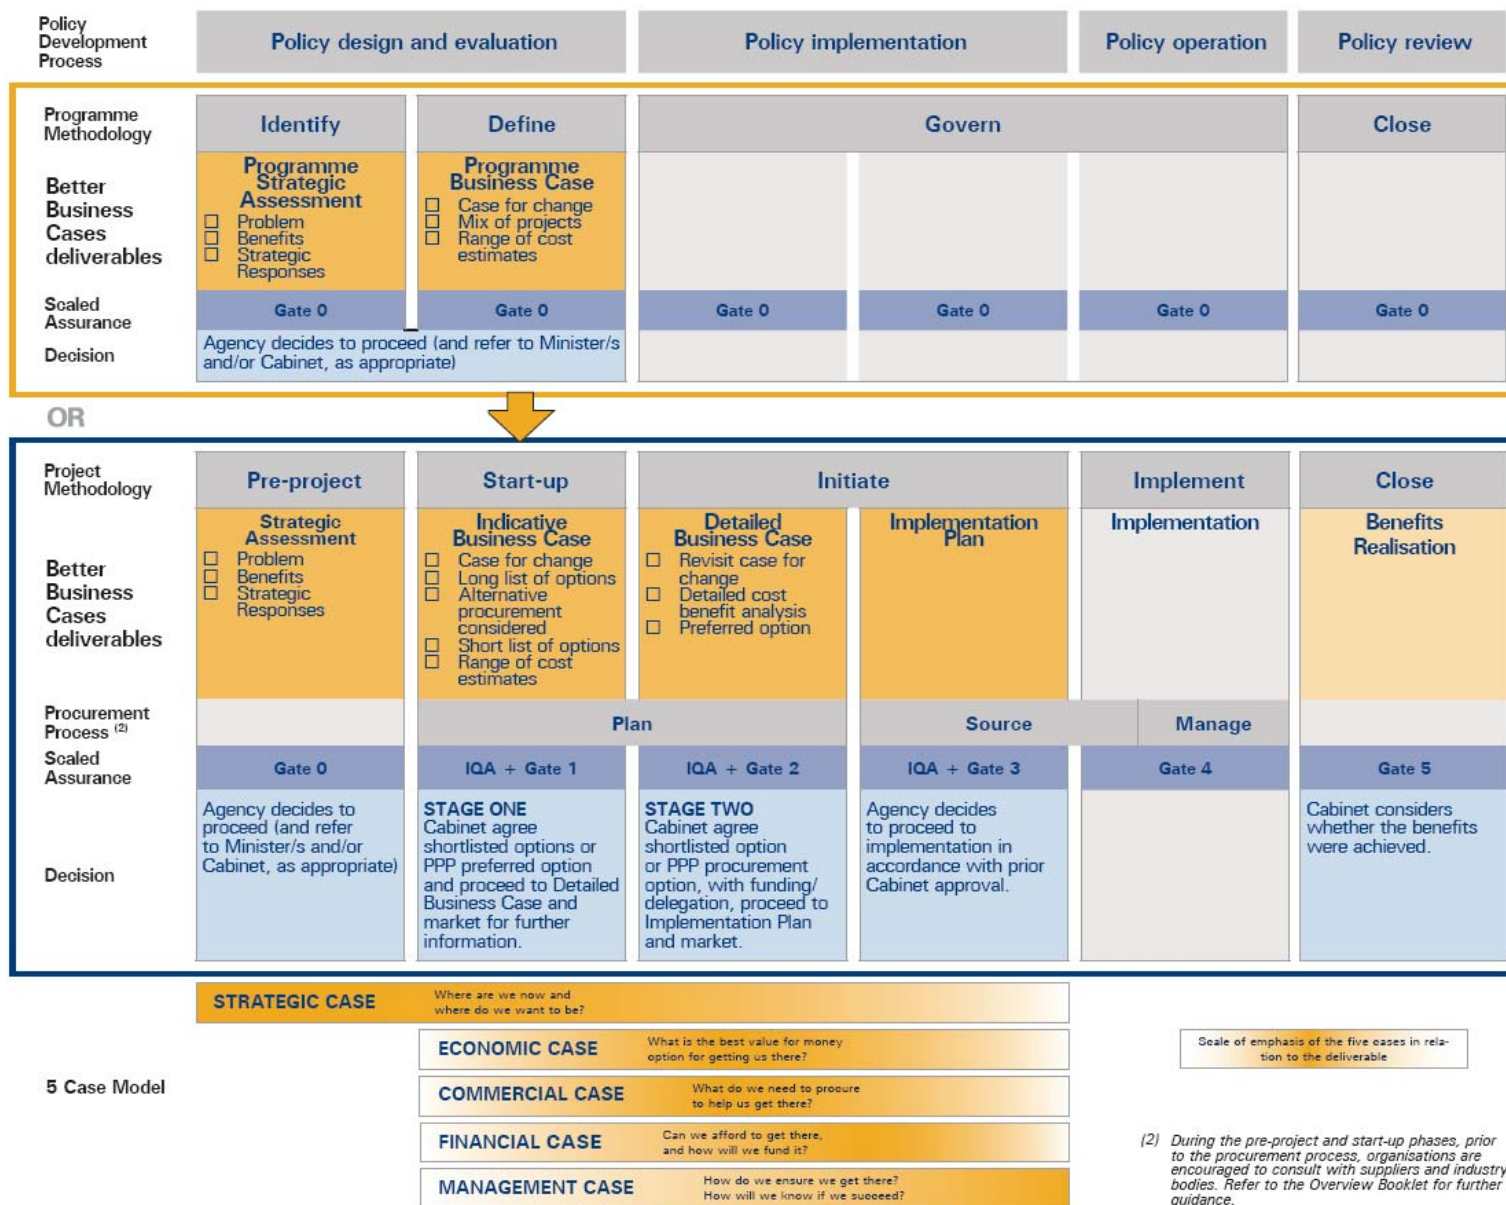 Policy
Development
Process
Policy design and evaluation
Policy implementation
Policy operation
Policy review
Programme
Methodology
Identify
Define
Govern
Close
Better
Business
Cases
deliverables
Programme
Strategic
Assessment
☐ Problem
☐ Benefits
☐ Strategic
Responses
Programme
Business Case
☐ Case for change
☐ Mix of projects
☐ Range of cost
estimates
Scaled
Assurance
Gate 0
Gate 0
Gate 0
Gate 0
Gate 0
Gate 0
Decision
Agency decides to proceed (and refer to Minister/s
and/or Cabinet, as appropriate)
OR
Project
Methodology
Pre-project
Start-up
Initiate
Implement
Close
Better
Business
Cases
deliverables
Strategic
Assessment
☐ Problem
☐ Benefits
☐ Strategic
Responses
Indicative
Business Case
☐ Case for change
☐ Long list of options
☐ Alternative
procurement
considered
☐ Short list of options
☐ Range of cost
estimates
Detailed
Business Case
☐ Revisit case for
change
☐ Detailed cost
benefit analysis
☐ Preferred option
Implementation
Plan
Implementation
Benefits
Realisation
Procurement
Process (2)
Plan
Source
Manage
Scaled
Assurance
Gate 0
IQA + Gate 1
IQA + Gate 2
IQA + Gate 3
Gate 4
Gate 5
Decision
Agency decides to
proceed (and refer
to Minister/s and/or
Cabinet, as appropriate)
STAGE ONE
Cabinet agree
shortlisted options or
PPP preferred option
and proceed to Detailed
Business Case and
market for further
information.
STAGE TWO
Cabinet agree
shortlisted option
or PPP procurement
option, with funding/
delegation, proceed to
Implementation Plan
and market.
Agency decides
to proceed to
implementation in
accordance with prior
Cabinet approval.
Cabinet considers
whether the benefits
were achieved.
5 Case Model
STRATEGIC CASE
Where are we now and
where do we want to be?
ECONOMIC CASE
What is the best value for money
option for getting us there?
COMMERCIAL CASE
What do we need to procure
to help us get there?
FINANCIAL CASE
Can we afford to get there,
and how will we fund it?
MANAGEMENT CASE
How do we ensure we get there?
How will we know if we succeed?
Scale of emphasis of the five cases in rela-
tion to the deliverable
(2) During the pre-project and start-up phases, prior
to the procurement process, organisations are
encouraged to consult with suppliers and industry
bodies. Refer to the Overview Booklet for further
guidance.